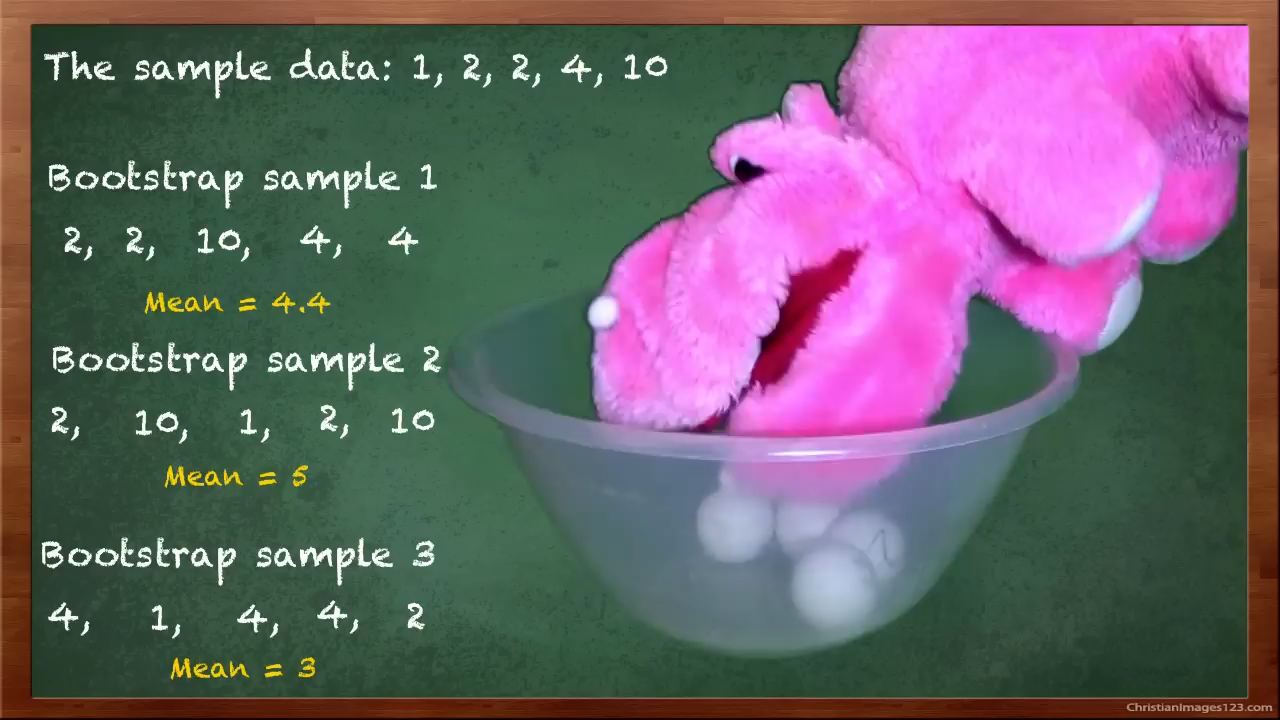 The sample data: 1, 2, 2, 4, 10
Bootstrap sample 1
2, 2, 10, 4, 4
Mean = 4.4
Bootstrap sample 2
2, 10, 1, 2, 10
Mean = 5
Bootstrap sample 3
4, 1, 4, 4, 2
Mean = 3
ChristianImages123.com